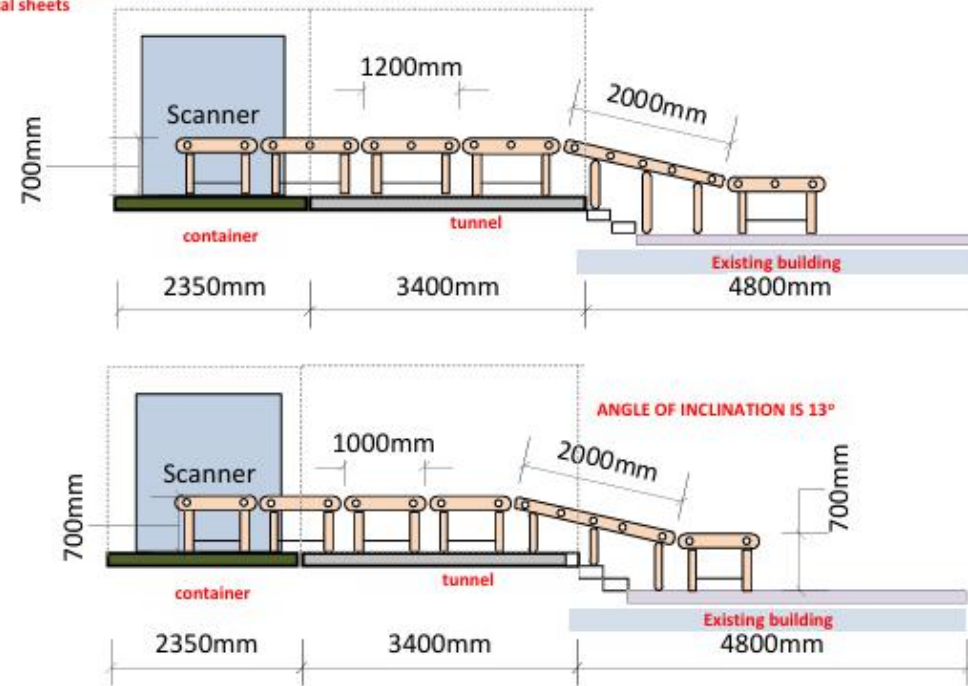 al sheets
1200mm
2000mm
Scanner
700mm
tunnel
container
Existing building
2350mm
3400mm
4800mm
ANGLE OF INCLINATION IS 13º
1000mm
2000mm
Scanner
700mm
700mm
tunnel
container
Existing building
2350mm
3400mm
4800mm